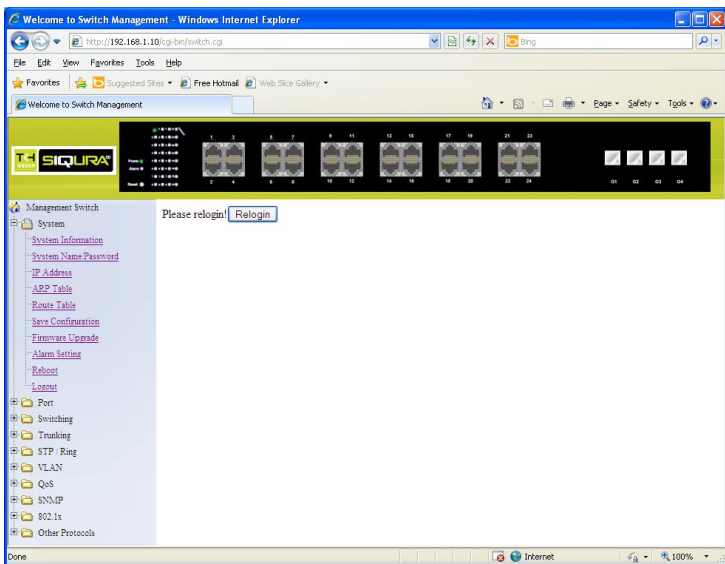 Welcome to Switch Management - Windows Internet Explorer
http://192.168.1.10/cgi-bin/switch.cgi
Bing
File Edit View Favorites Tools Help
Favorites Suggested Sites Free Hotmail Web Slice Gallery
Welcome to Switch Management
Page Safety Tools
TKH GROUP SIQURA
Power
Alarm
Reset
1 3 5 7 9 11 13 15 17 19 21 23
2 4 6 8 10 12 14 16 18 20 22 24
G1 G2 G3 G4
Management Switch
System
System Information
System Name/Password
IP Address
ARP Table
Route Table
Save Configuration
Firmware Upgrade
Alarm Setting
Reboot
Logout
Port
Switching
Trunking
STP / Ring
VLAN
QoS
SNMP
802.1x
Other Protocols
Please relogin! Relogin
Done
Internet
100%